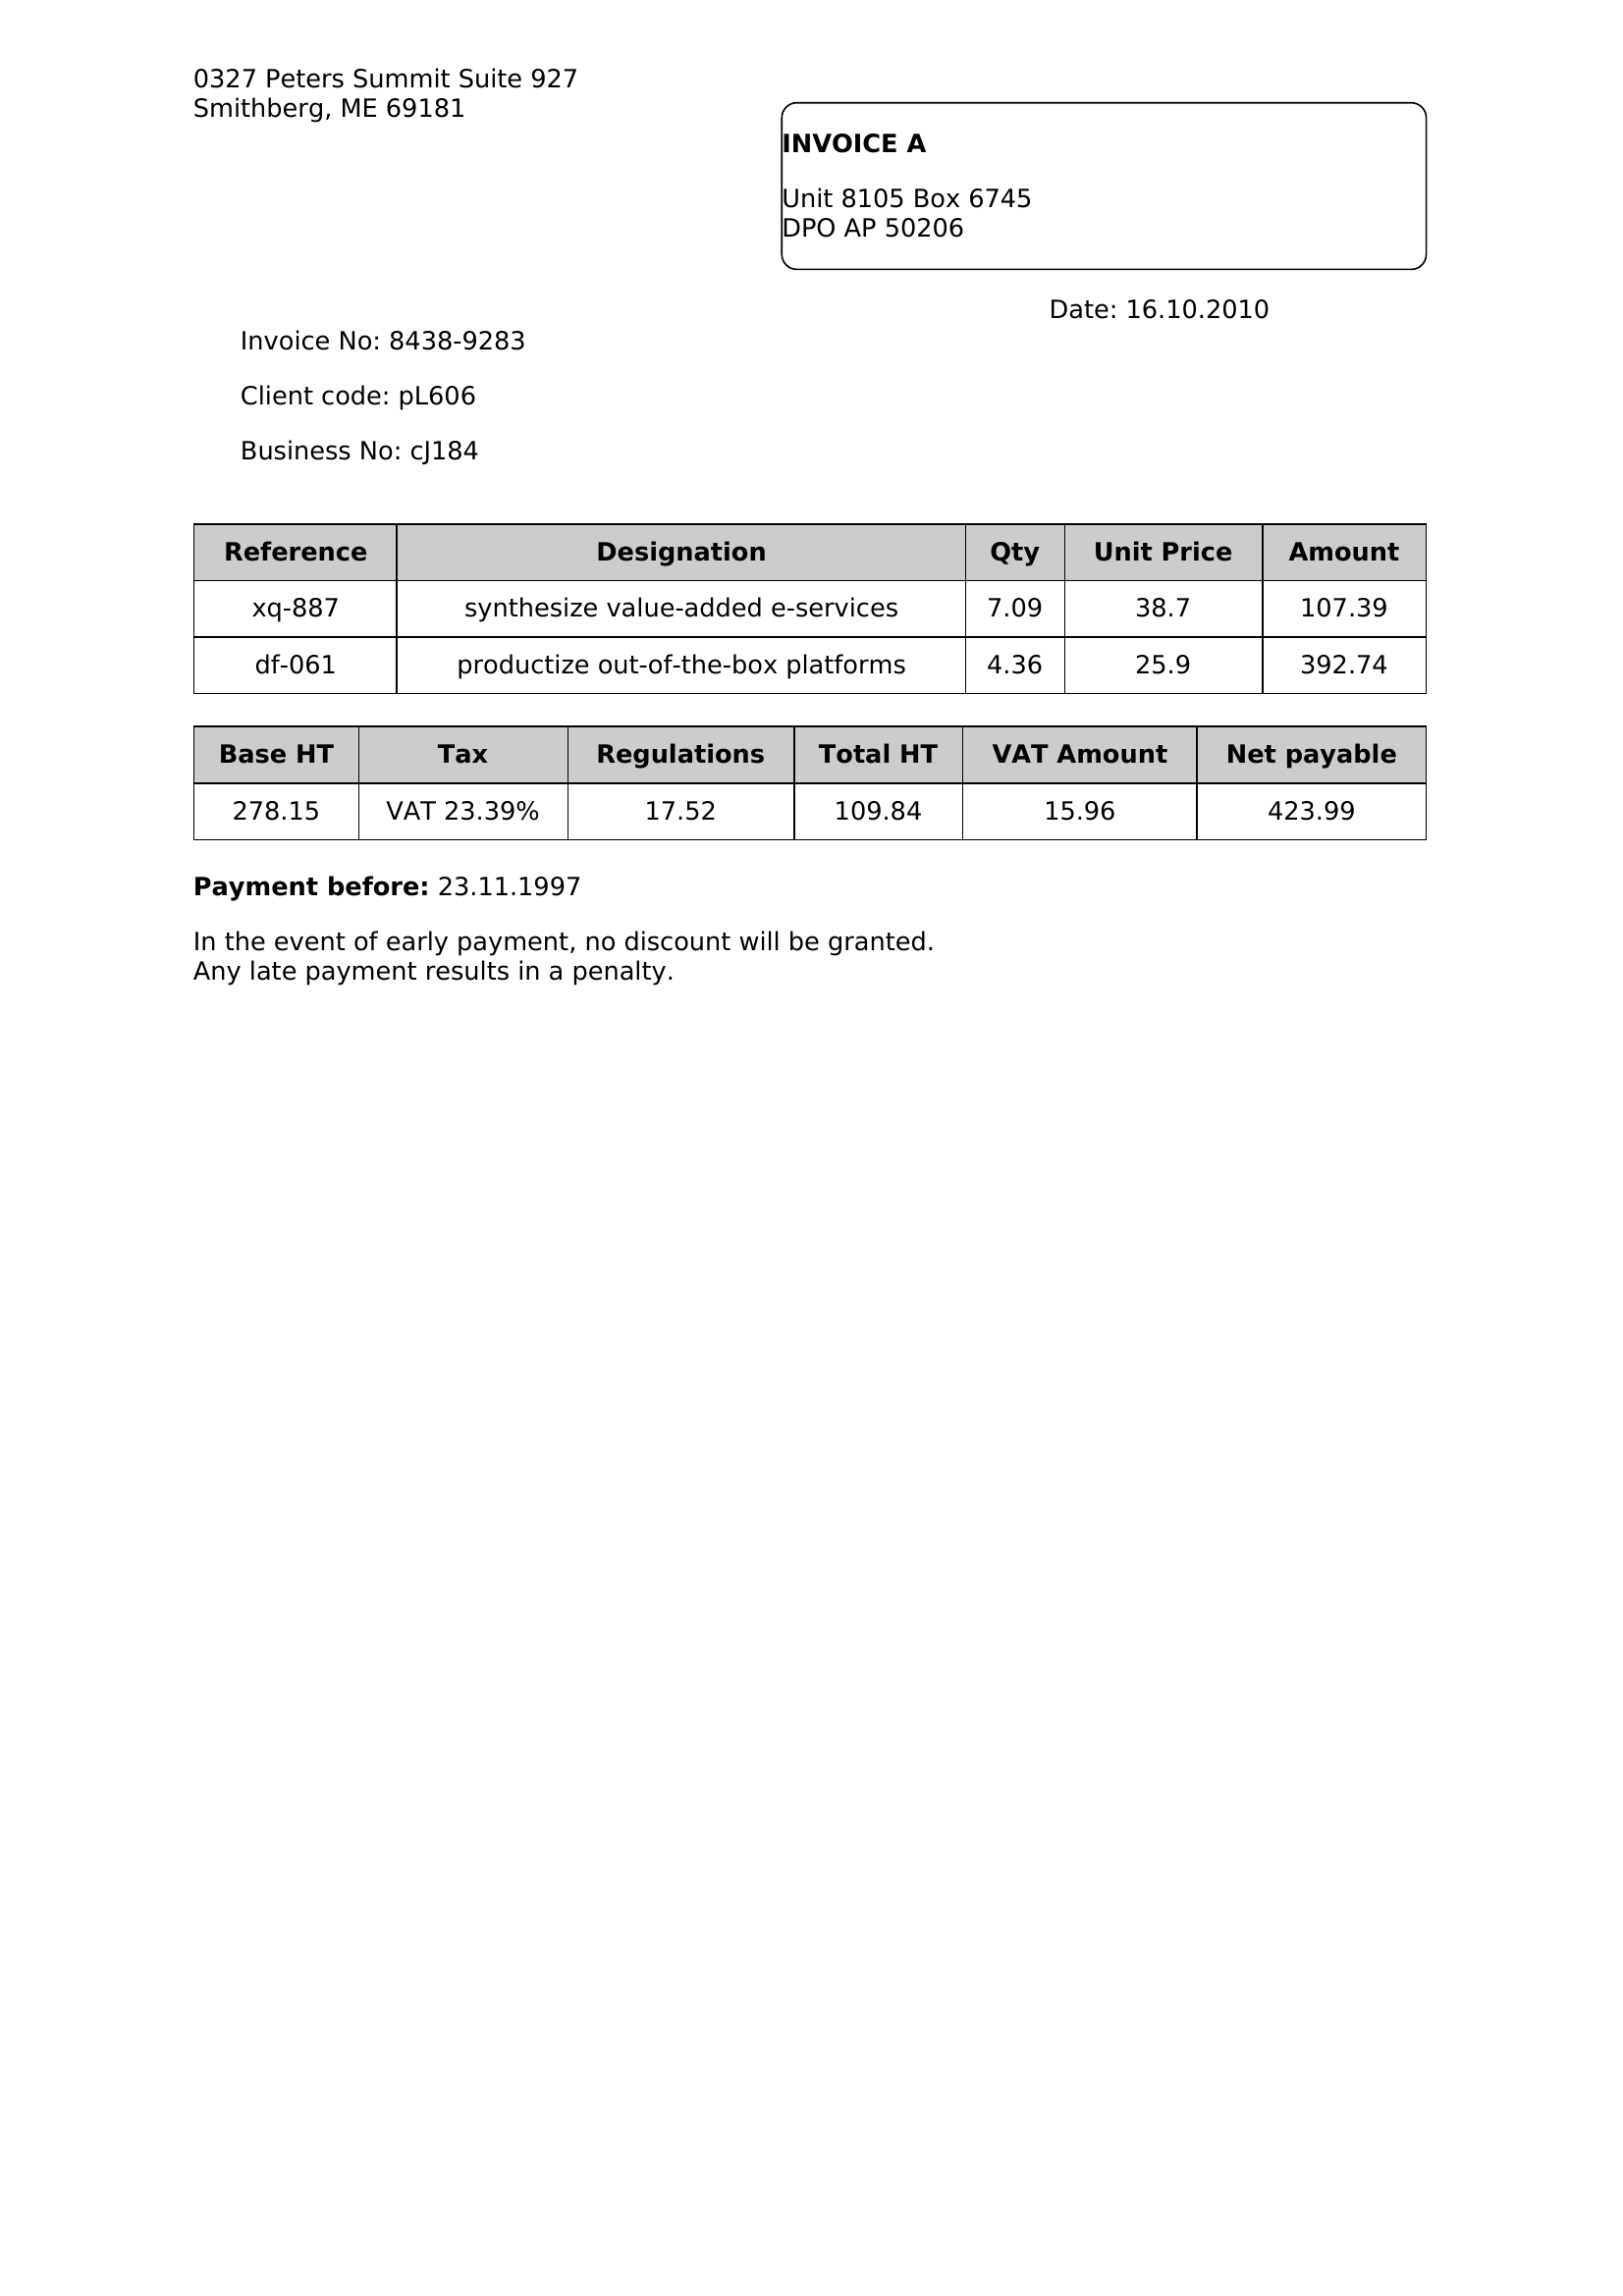 0327 Peters Summit Suite 927
Smithberg, ME 69181
INVOICE A
Unit 8105 Box 6745
DPO AP 50206
Date: 16.10.2010
Invoice No: 8438-9283
Client code: pL606
Business No: cJ184
Reference Designation Qty Unit Price Amount
xq-887 synthesize value-added e-services 7.09 38.7 107.39
df-061 productize out-of-the-box platforms 4.36 25.9 392.74
Base HT Tax Regulations Total HT VAT Amount Net payable
278.15 VAT 23.39% 17.52 109.84 15.96 423.99
Payment before: 23.11.1997
In the event of early payment, no discount will be granted.
Any late payment results in a penalty.